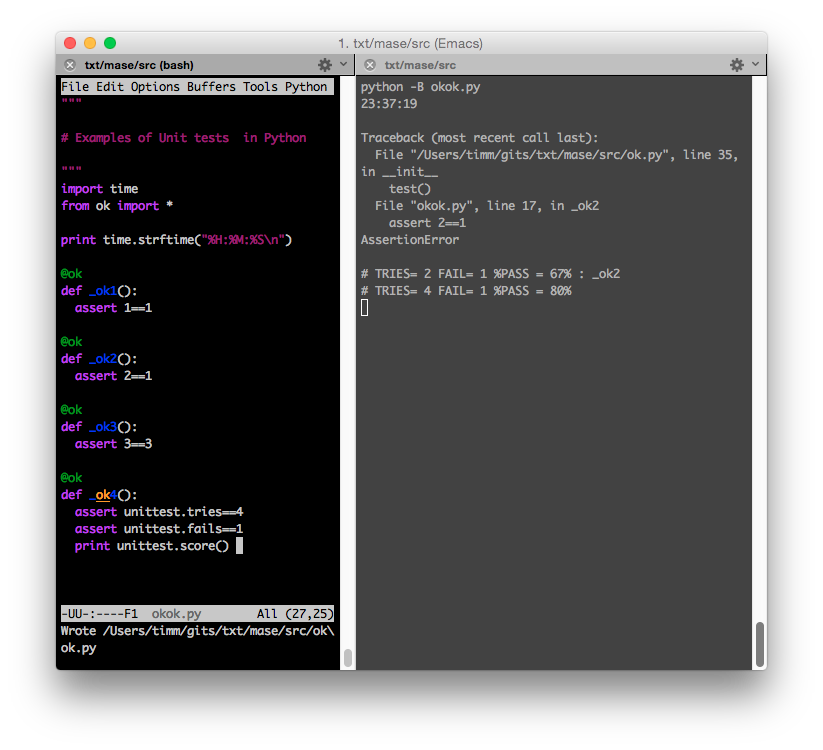 1. txt/mase/src (Emacs)
txt/mase/src (bash)
File Edit Options Buffers Tools Python
"""
# Examples of Unit tests  in Python
"""
import time
from ok import *
print time.strftime("%H:%M:%S\n")
@ok
def _ok1():
  assert 1==1
@ok
def _ok2():
  assert 2==1
@ok
def _ok3():
  assert 3==3
@ok
def _ok4():
  assert unittest.tries==4
  assert unittest.fails==1
  print unittest.score()
-UU-:----F1  okok.py        All (27,25)
Wrote /Users/timm/gits/txt/mase/src/ok\
ok.py
txt/mase/src
python -B okok.py
23:37:19
Traceback (most recent call last):
  File "/Users/timm/gits/txt/mase/src/ok.py", line 35,
in __init__
    test()
  File "okok.py", line 17, in _ok2
    assert 2==1
AssertionError
# TRIES= 2 FAIL= 1 %PASS = 67% : _ok2
# TRIES= 4 FAIL= 1 %PASS = 80%